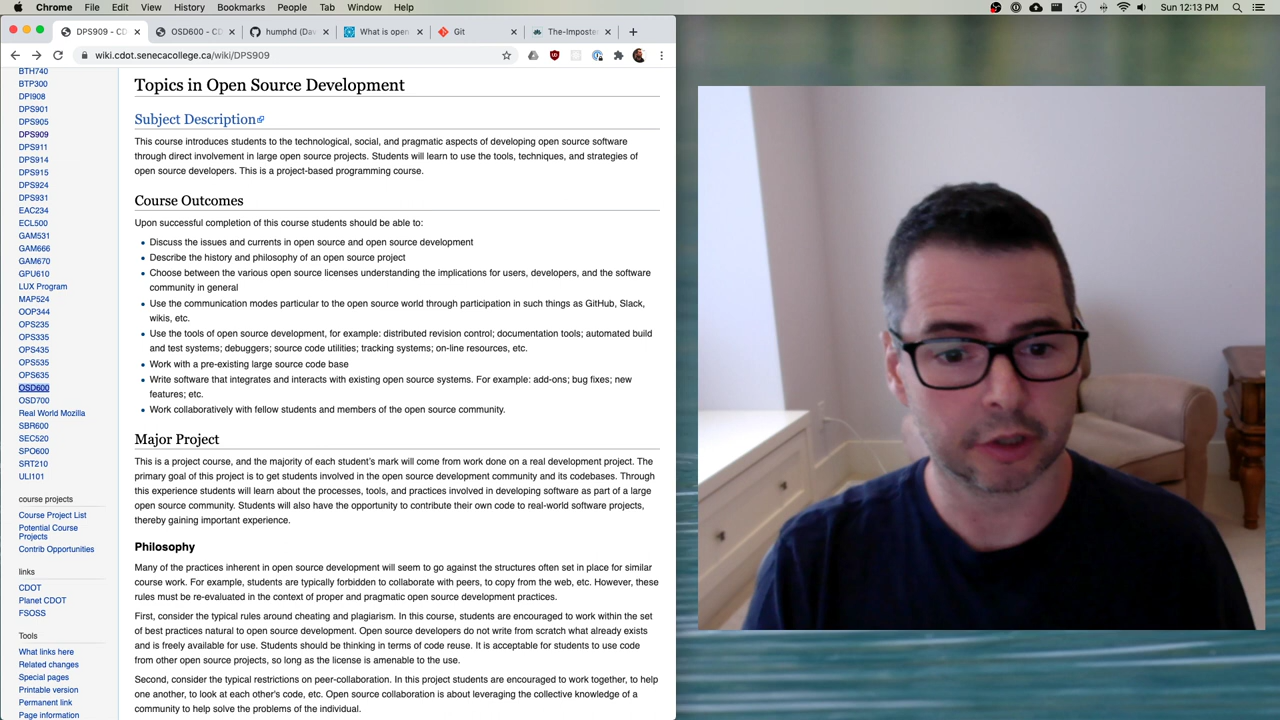 Chrome File Edit View History Bookmarks People Tab Window Help Sun 12:13 PM
DPS909 - CD OSD600 - CD humphd (Dav What is open Git The-Imposte
wiki.cdot.senecacollege.ca/wiki/DPS909
BTH740
BTP300
DPI908
DPS901
DPS905
DPS909
DPS911
DPS914
DPS915
DPS924
DPS931
EAC234
ECL500
GAM531
GAM666
GAM670
GPU610
LUX Program
MAP524
OOP344
OPS235
OPS335
OPS435
OPS535
OPS635
OSD600
OSD700
Real World Mozilla
SBR600
SEC520
SPO600
SRT210
ULI101
course projects
Course Project List
Potential Course
Projects
Contrib Opportunities
links
CDOT
Planet CDOT
FSOSS
Tools
What links here
Related changes
Special pages
Printable version
Permanent link
Page information
Topics in Open Source Development
Subject Description
This course introduces students to the technological, social, and pragmatic aspects of developing open source software
through direct involvement in large open source projects. Students will learn to use the tools, techniques, and strategies of
open source developers. This is a project-based programming course.
Course Outcomes
Upon successful completion of this course students should be able to:
Discuss the issues and currents in open source and open source development
Describe the history and philosophy of an open source project
Choose between the various open source licenses understanding the implications for users, developers, and the software
community in general
Use the communication modes particular to the open source world through participation in such things as GitHub, Slack,
wikis, etc.
Use the tools of open source development, for example: distributed revision control; documentation tools; automated build
and test systems; debuggers; source code utilities; tracking systems; on-line resources, etc.
Work with a pre-existing large source code base
Write software that integrates and interacts with existing open source systems. For example: add-ons; bug fixes; new
features; etc.
Work collaboratively with fellow students and members of the open source community.
Major Project
This is a project course, and the majority of each student's mark will come from work done on a real development project. The
primary goal of this project is to get students involved in the open source development community and its codebases. Through
this experience students will learn about the processes, tools, and practices involved in developing software as part of a large
open source community. Students will also have the opportunity to contribute their own code to real-world software projects,
thereby gaining important experience.
Philosophy
Many of the practices inherent in open source development will seem to go against the structures often set in place for similar
course work. For example, students are typically forbidden to collaborate with peers, to copy from the web, etc. However, these
rules must be re-evaluated in the context of proper and pragmatic open source development practices.
First, consider the typical rules around cheating and plagiarism. In this course, students are encouraged to work within the set
of best practices natural to open source development. Open source developers do not write from scratch what already exists
and is freely available for use. Students should be thinking in terms of code reuse. It is acceptable for students to use code
from other open source projects, so long as the license is amenable to the use.
Second, consider the typical restrictions on peer-collaboration. In this project students are encouraged to work together, to help
one another, to look at each other's code, etc. Open source collaboration is about leveraging the collective knowledge of a
community to help solve the problems of the individual.